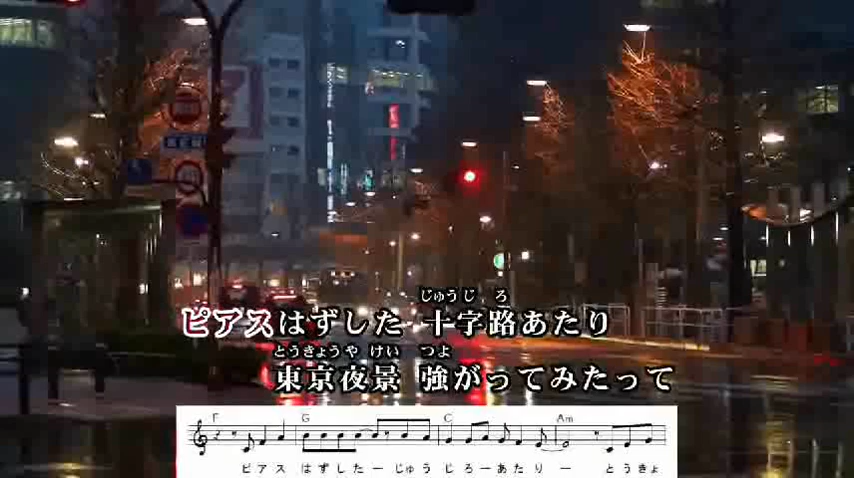 じゅうじ ろ
ピアスはずした 十字路あたり
とうきょうや けい つよ
東京夜景 強がってみたって
F G C Am
ピアス はずしたー じゅう じろーあたりー とうきょ